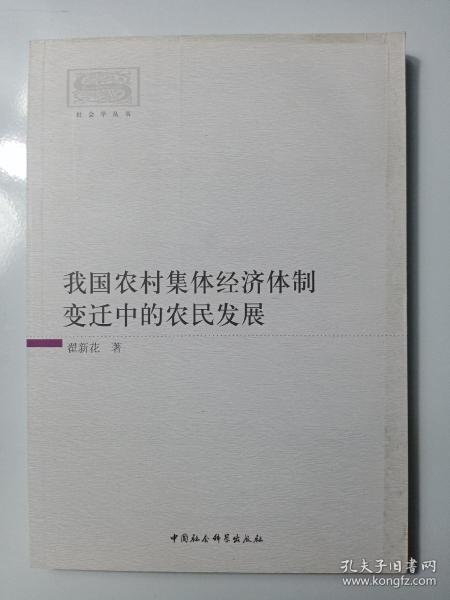 社会学丛书
我国农村集体经济体制
变迁中的农民发展
翟新花 著
中国社会科学出版社
孔夫子旧书网
www.kongfz.com